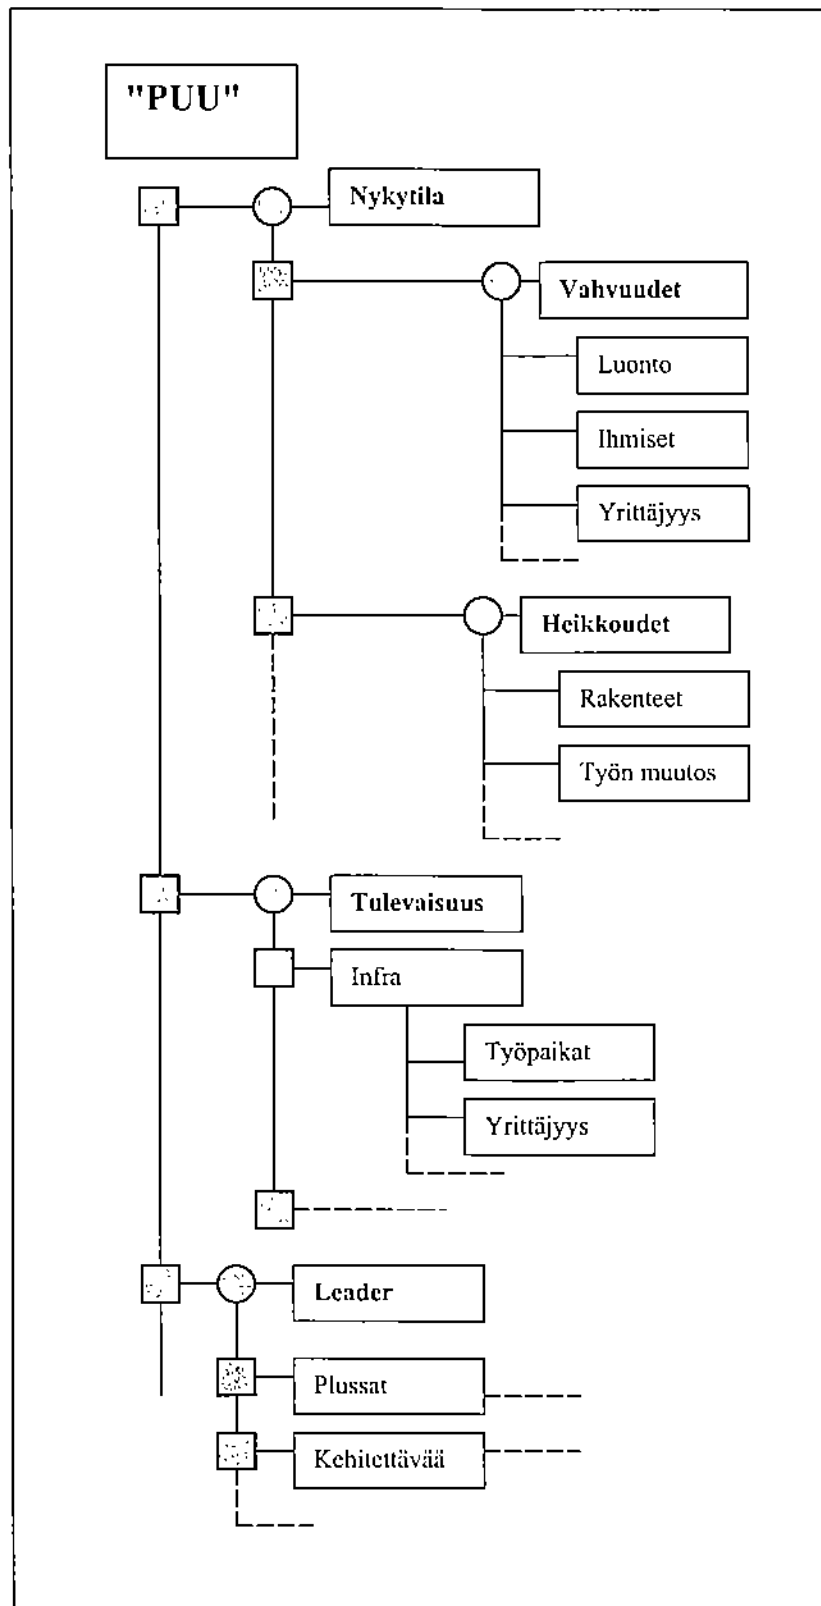 "PUU"
Nykytila
Vahvuudet
Luonto
Ihmiset
Yrittäjyys
Heikkoudet
Rakenteet
Työn muutos
Tulevaisuus
Infra
Työpaikat
Yrittäjyys
Leader
Plussat
Kehitettävää